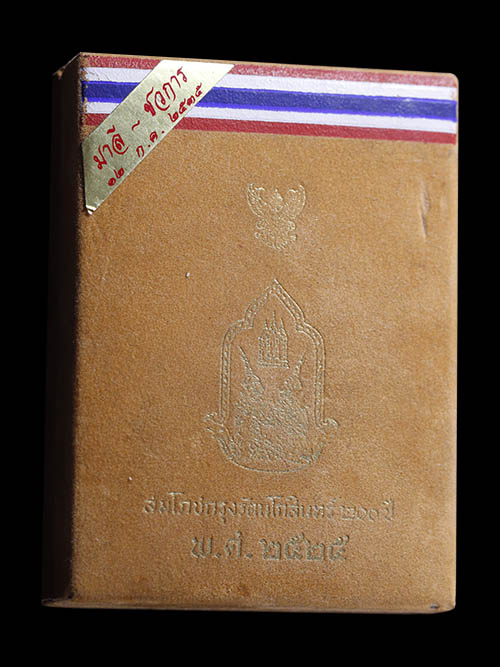 มาลี ~ ชวการ
๑๒ ก.ค. ๒๕๓๕
สมโภชกรุงรัตนโกสินทร์๒๐๐ปี
พ.ศ. ๒๕๒๕